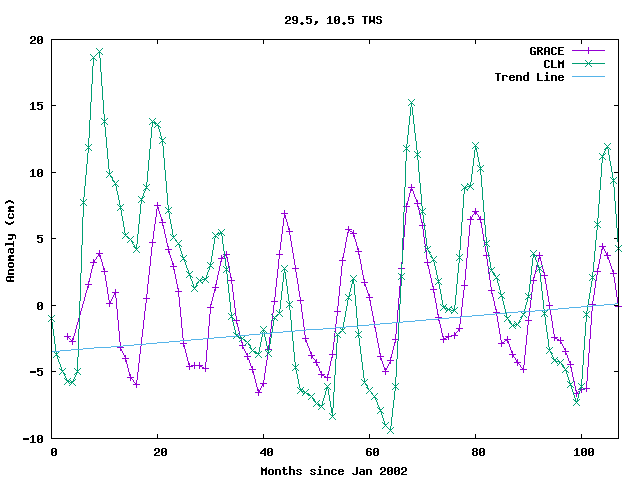 29.5, 10.5 TWS
GRACE
CLM
Trend Line
20
15
10
5
0
-5
-10
Anomaly (cm)
0 20 40 60 80 100
Months since Jan 2002